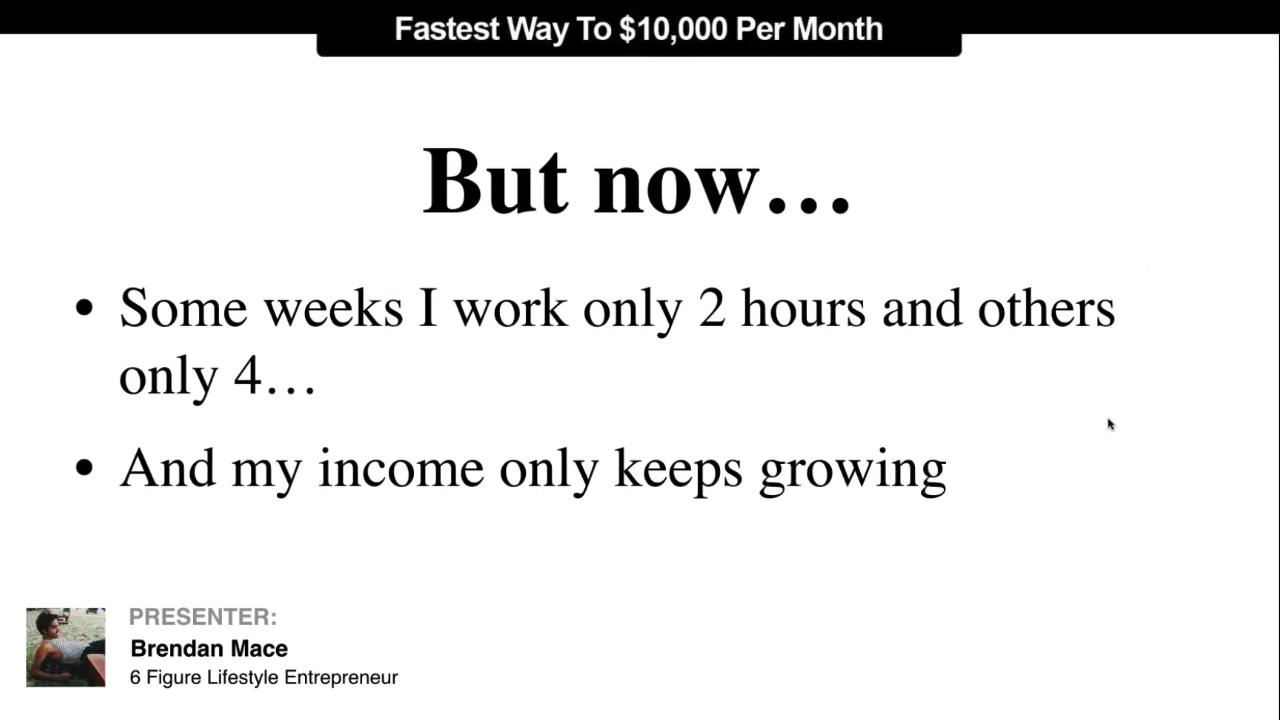 Fastest Way To $10,000 Per Month
But now…
• Some weeks I work only 2 hours and others
only 4…
• And my income only keeps growing
PRESENTER:
Brendan Mace
6 Figure Lifestyle Entrepreneur